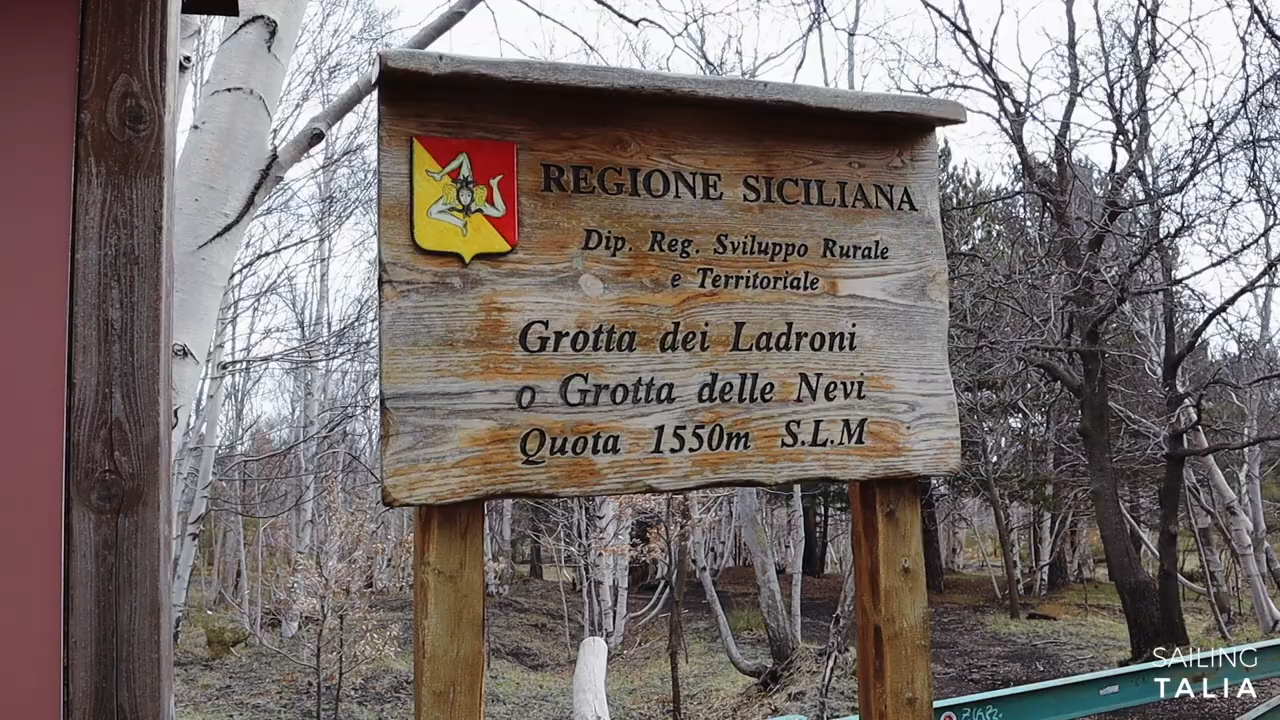 REGIONE SICILIANA
Dip. Reg. Sviluppo Rurale
e Territoriale
Grotta dei Ladroni
o Grotta delle Nevi
Quota 1550m S.L.M
SAILING
TALIA